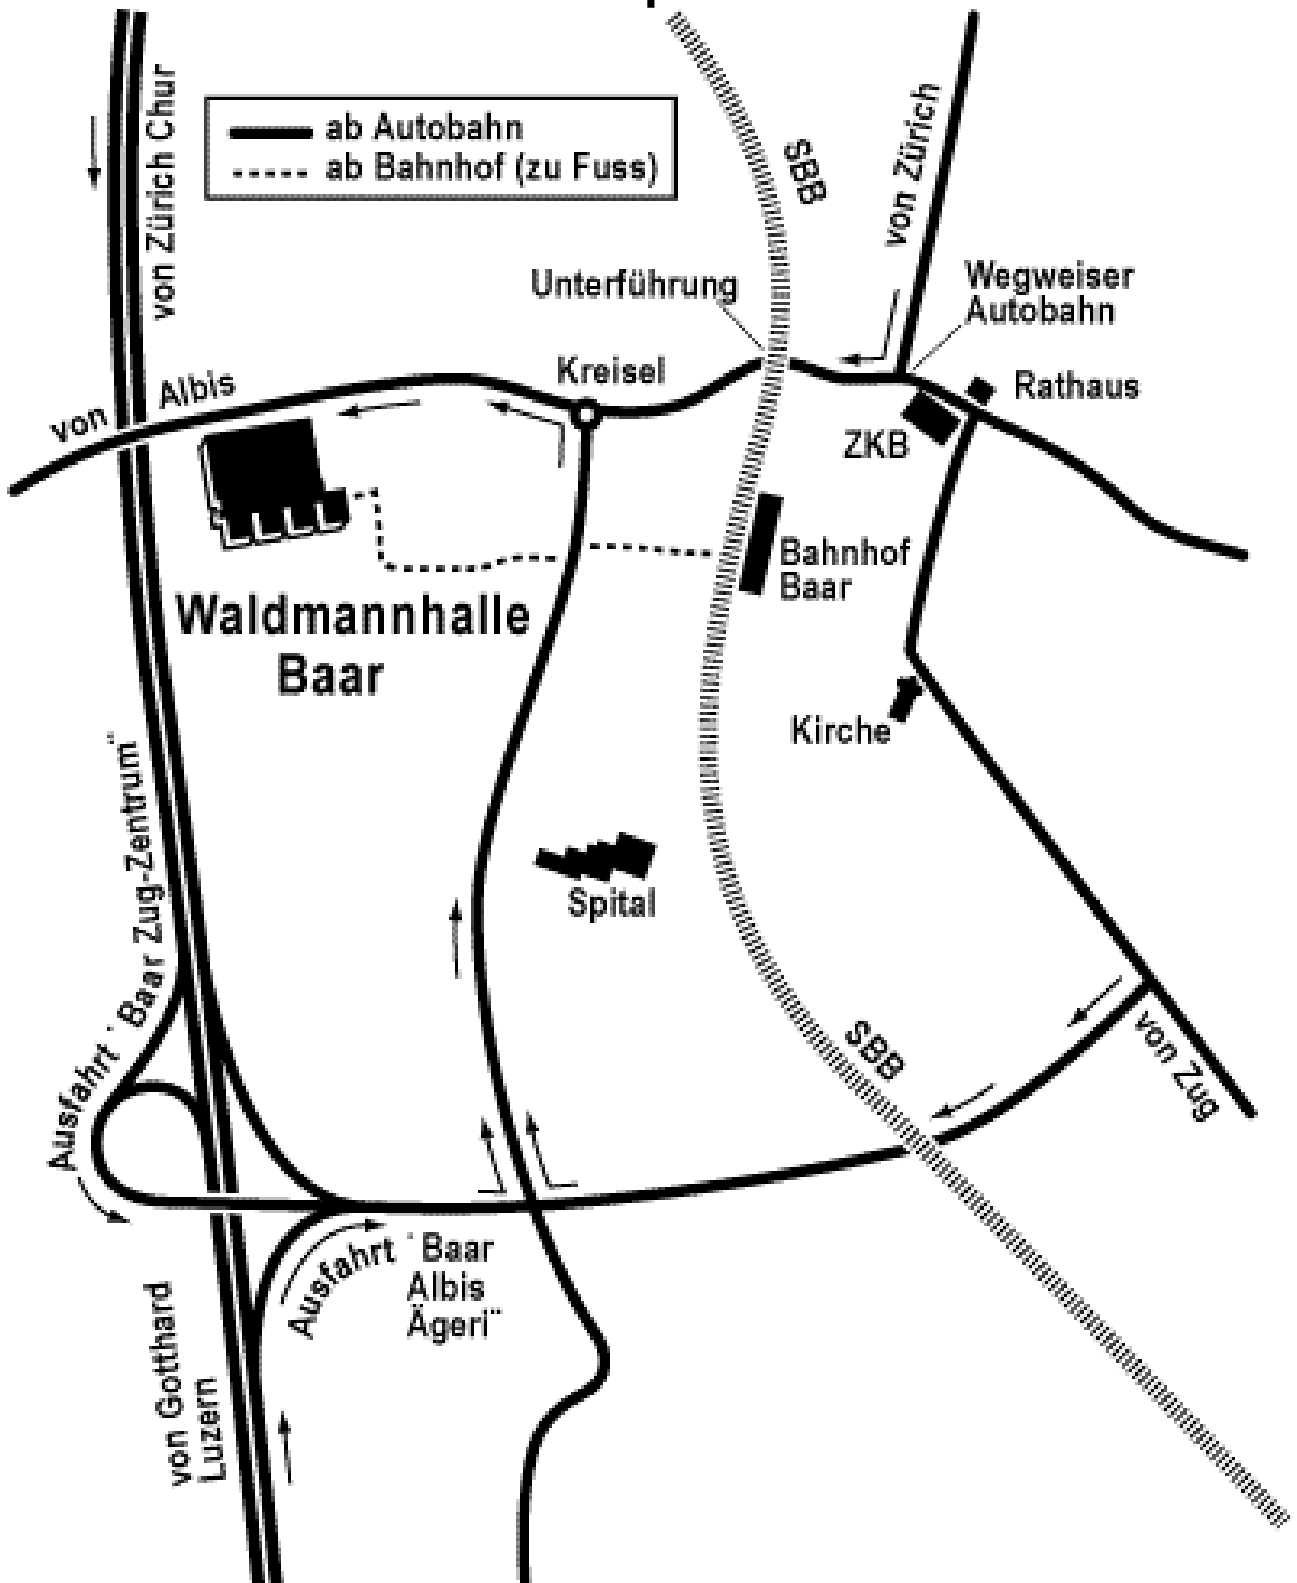 von Zürich Chur
ab Autobahn
ab Bahnhof (zu Fuss)
SBB
von Zürich
Unterführung
Wegweiser
Autobahn
Kreisel
Rathaus
von Albis
ZKB
Bahnhof
Baar
Waldmannhalle
Baar
Kirche
Spital
Ausfahrt ¨Baar Zug-Zentrum¨
SBB
von Zug
Ausfahrt ¨Baar
Albis
Ägeri¨
von Gotthard
Luzern